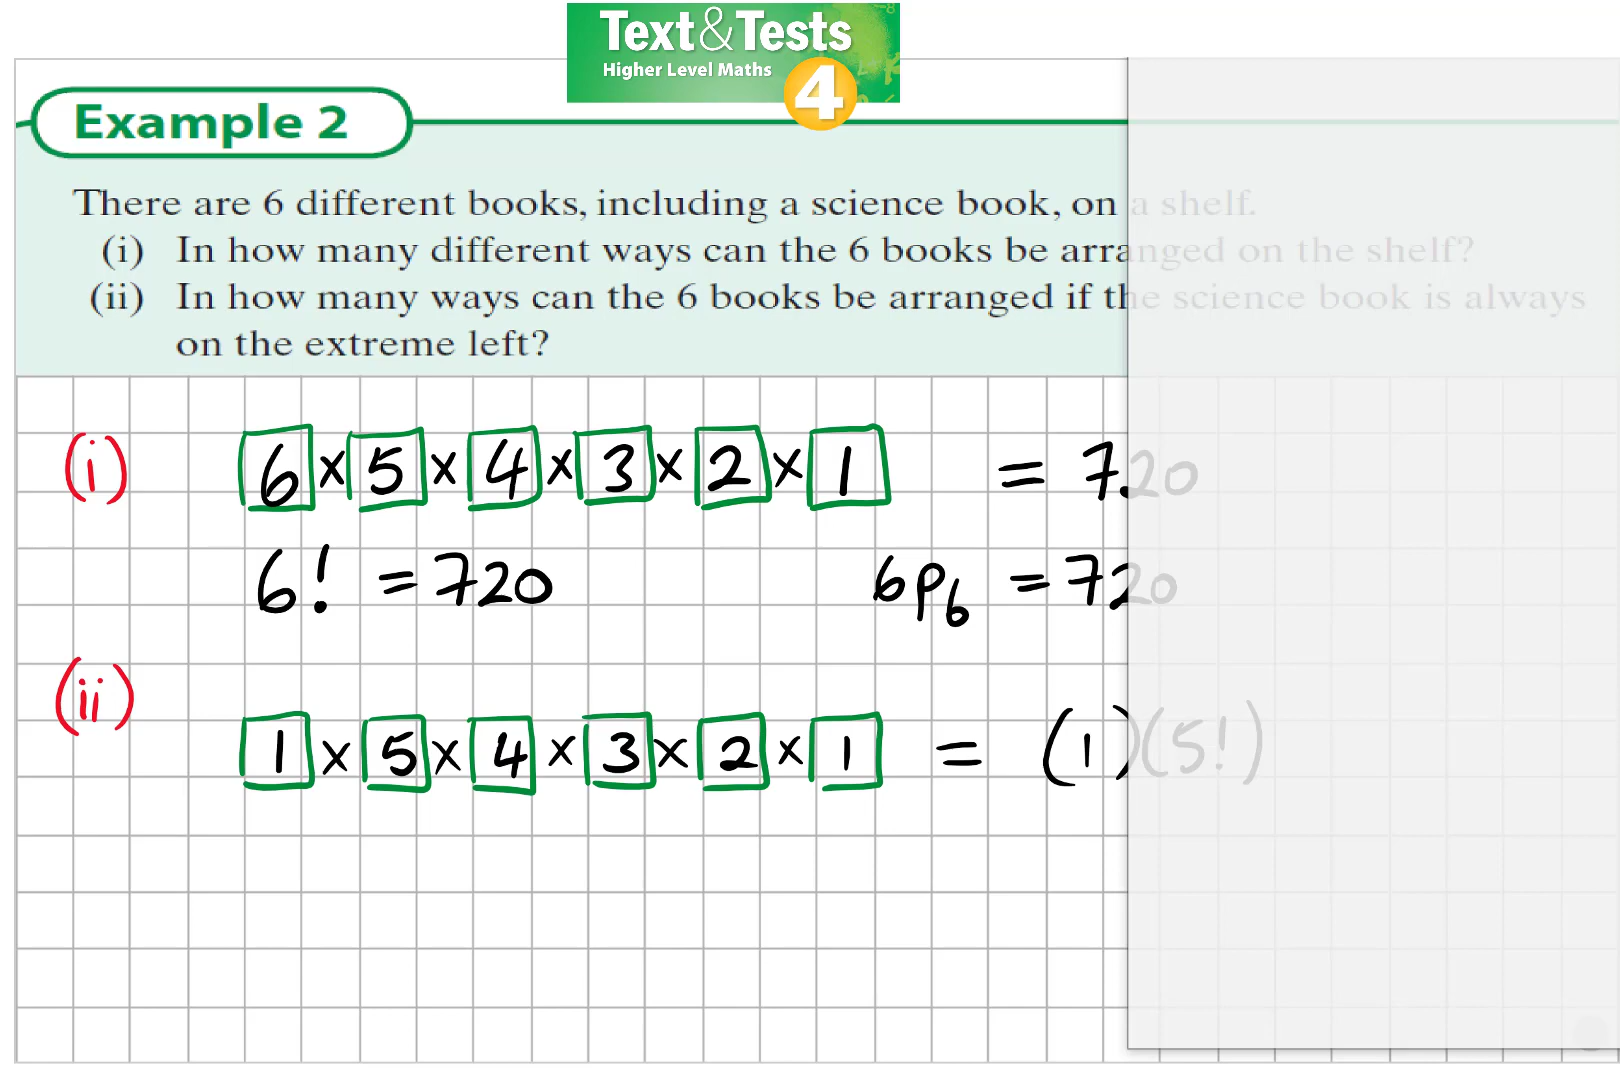 Text&Tests
Higher Level Maths
4
Example 2
There are 6 different books, including a science book, on a shelf.
(i) In how many different ways can the 6 books be arranged on the shelf?
(ii) In how many ways can the 6 books be arranged if the science book is always
on the extreme left?
(i) 6 × 5 × 4 × 3 × 2 × 1 = 720
6! = 720 6P6 = 720
(ii) 1 × 5 × 4 × 3 × 2 × 1 = (1)(5!)